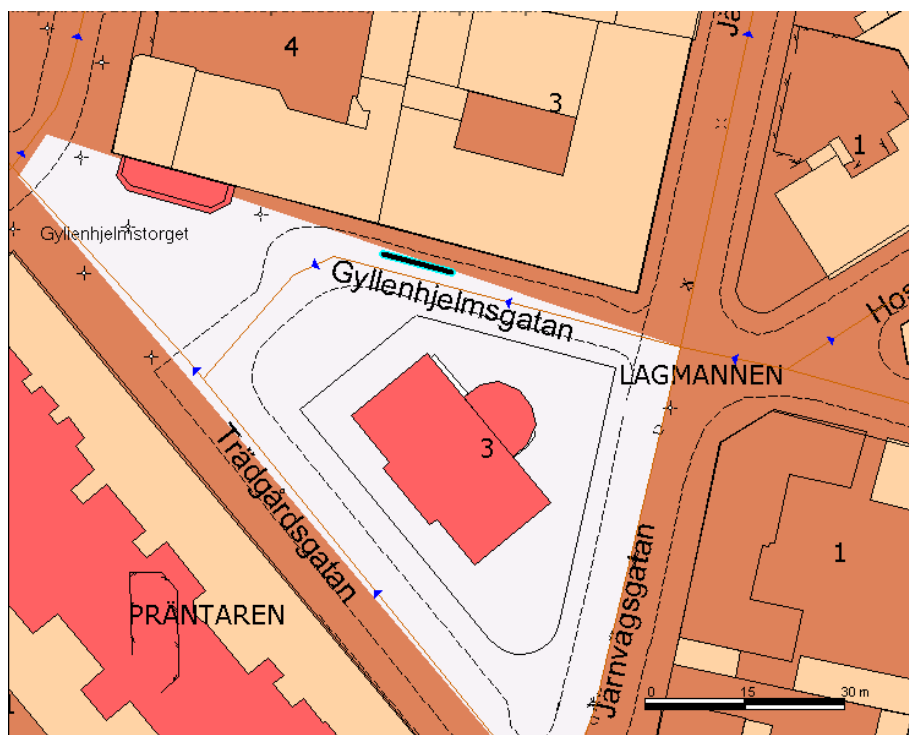 4
3
1
Gyllenhjelmstorget
Gyllenhjelmsgatan
LAGMANNEN
3
Trädgårdsgatan
Järnvägsgatan
1
PRÄNTAREN
0 15 30 m